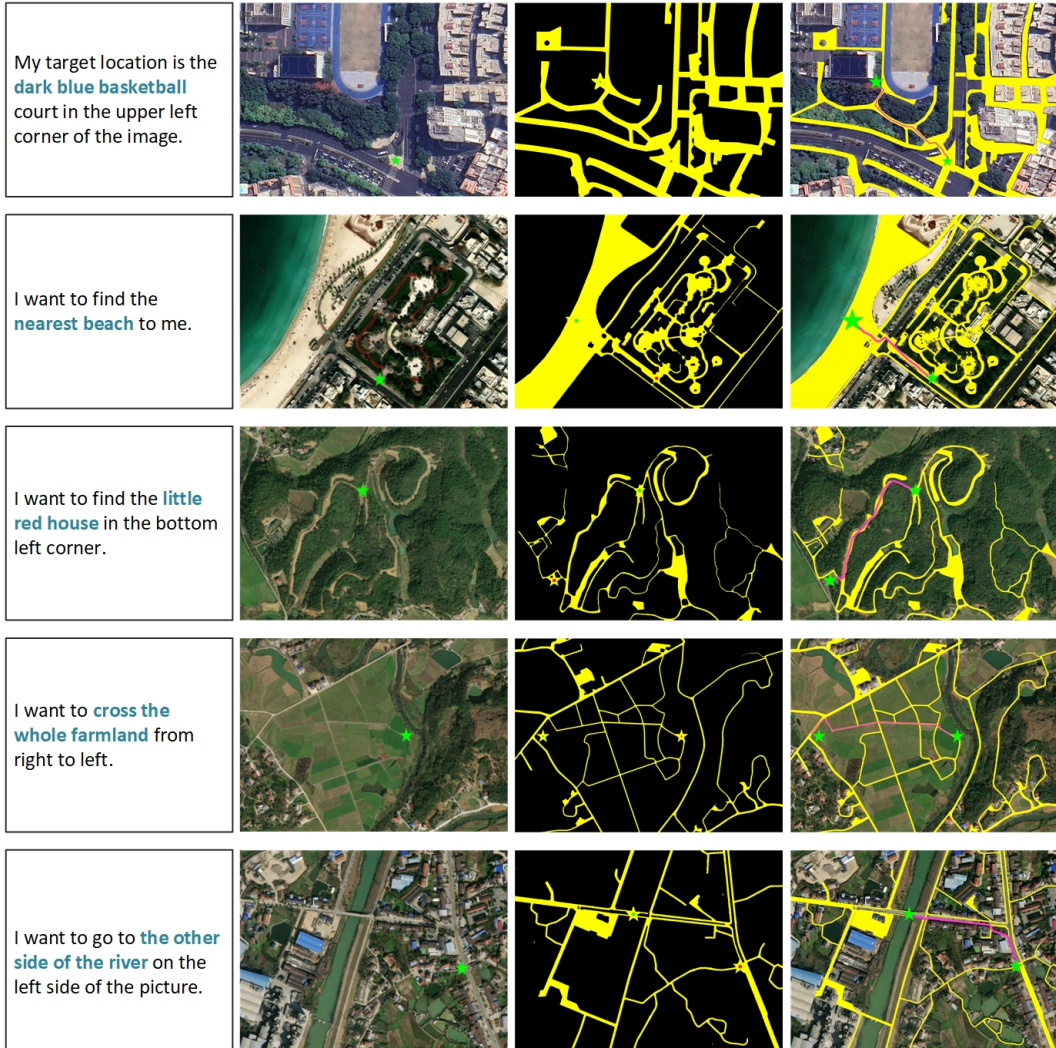 My target location is the
dark blue basketball
court in the upper left
corner of the image.
I want to find the
nearest beach to me.
I want to find the little
red house in the bottom
left corner.
I want to cross the
whole farmland from
right to left.
I want to go to the other
side of the river on the
left side of the picture.